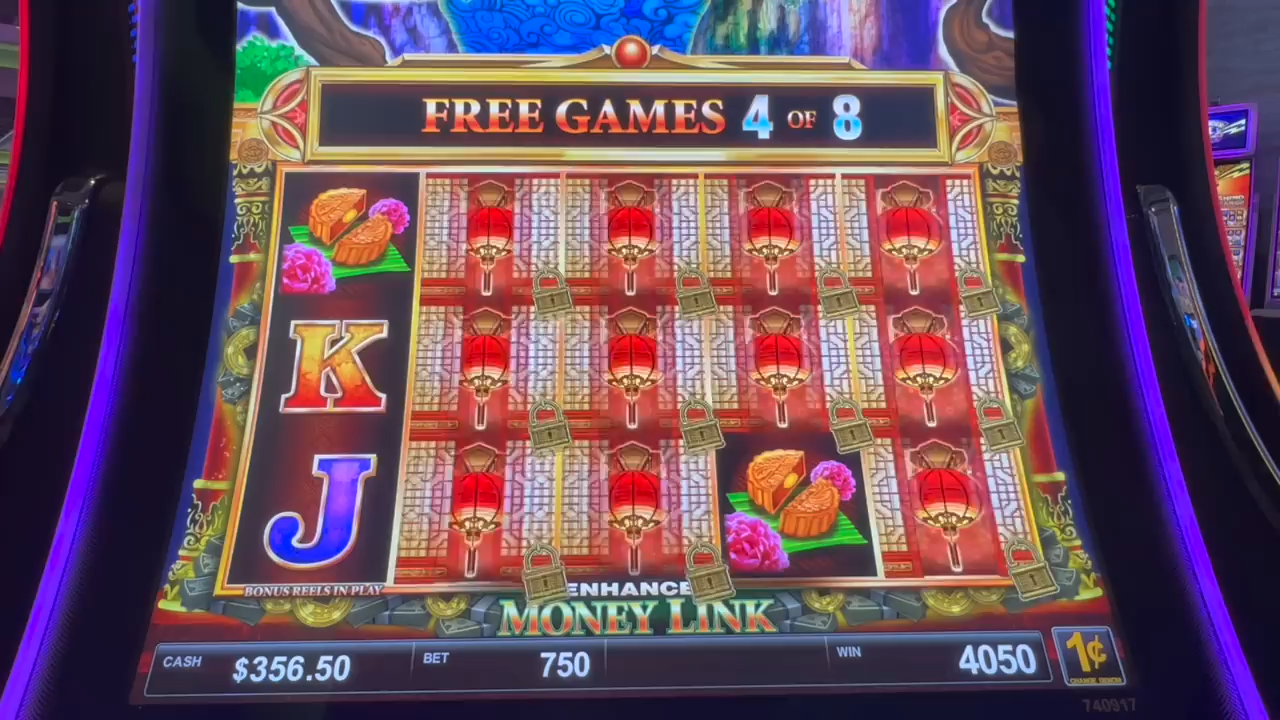 FREE GAMES 4 OF 8
K
J
BONUS REELS IN PLAY
ENHANCE
MONEY LINK
CASH $356.50 BET 750 WIN 4050 1¢
740917